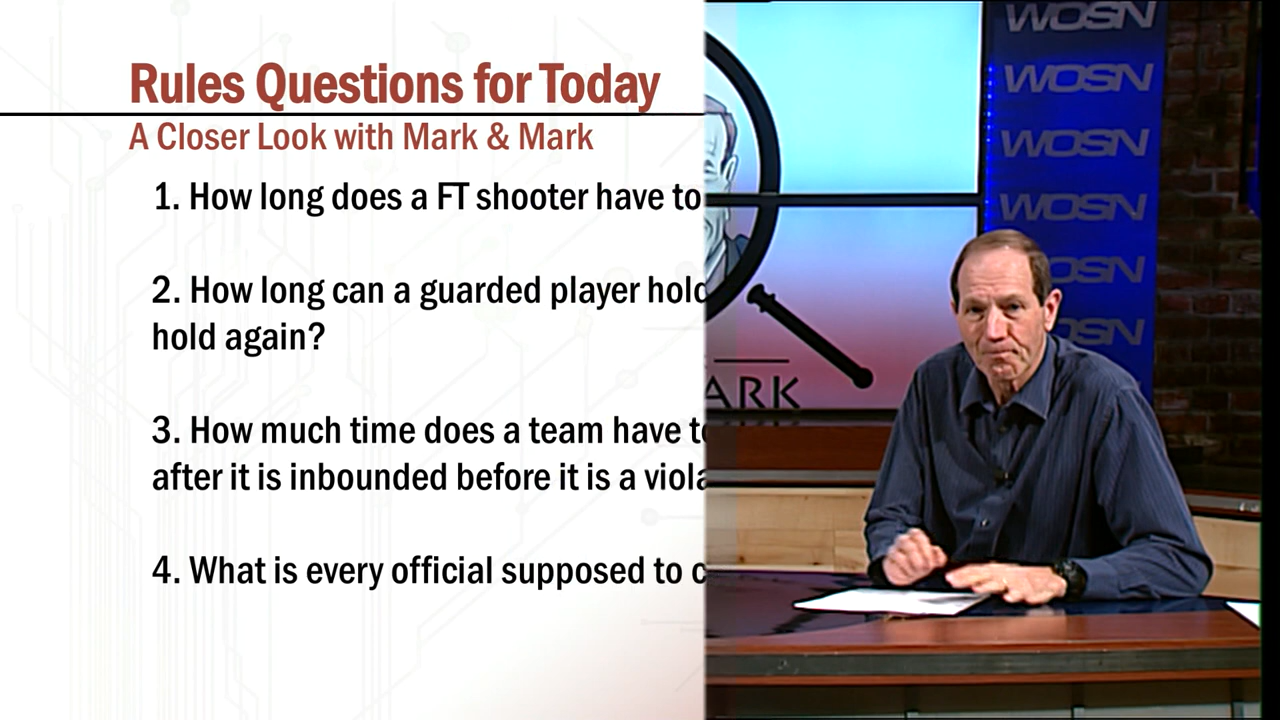 Rules Questions for Today
A Closer Look with Mark & Mark
1. How long does a FT shooter have to
2. How long can a guarded player hold
hold again?
3. How much time does a team have to
after it is inbounded before it is a viola
4. What is every official supposed to c
WOSN
WOSN
WOSN
WOSN
WOSN
WOSN
ARK